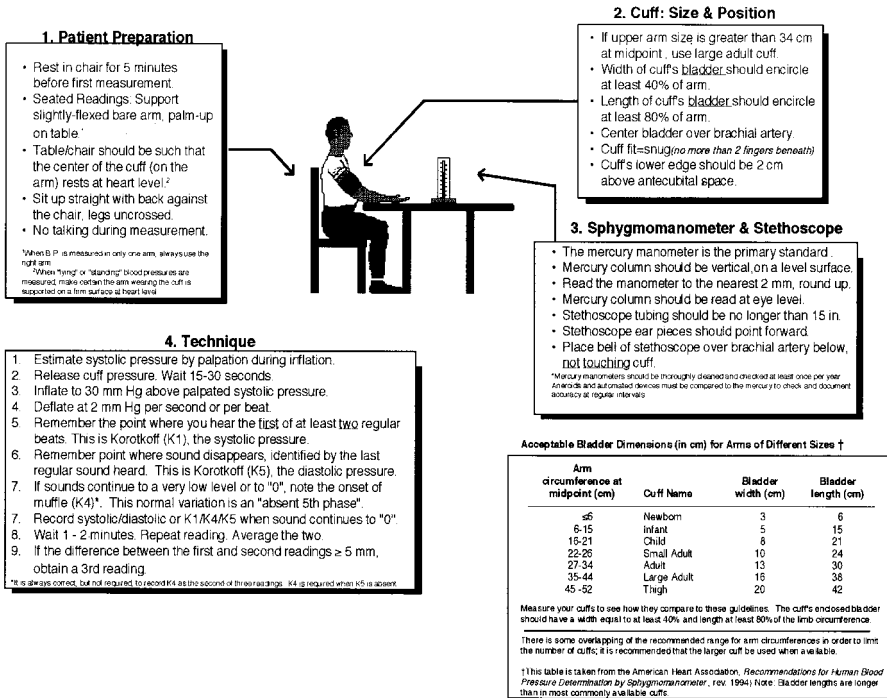 1. Patient Preparation
• Rest in chair for 5 minutes
before first measurement.
• Seated Readings: Support
slightly-flexed bare arm, palm-up
on table.¹
• Table/chair should be such that
the center of the cuff (on the
arm) rests at heart level.²
• Sit up straight with back against
the chair, legs uncrossed.
• No talking during measurement.
¹When B.P. is measured in only one arm, always use the
right arm
²When "lying" or "standing" blood pressures are
measured, make certain the arm wearing the cuff is
supported on a firm surface at heart level
2. Cuff: Size & Position
• If upper arm size is greater than 34 cm
at midpoint, use large adult cuff.
• Width of cuff's bladder should encircle
at least 40% of arm.
• Length of cuff's bladder should encircle
at least 80% of arm.
• Center bladder over brachial artery.
• Cuff fit=snug(no more than 2 fingers beneath)
• Cuff's lower edge should be 2 cm
above antecubital space.
3. Sphygmomanometer & Stethoscope
• The mercury manometer is the primary standard.
• Mercury column should be vertical,on a level surface.
• Read the manometer to the nearest 2 mm, round up.
• Mercury column should be read at eye level.
• Stethoscope tubing should be no longer than 15 in.
• Stethoscope ear pieces should point forward.
• Place bell of stethoscope over brachial artery below,
not touching cuff.
*Mercury manometers should be thoroughly cleaned and checked at least once per year
Aneroids and automated devices must be compared to the mercury to check and document
accuracy at regular intervals
4. Technique
1. Estimate systolic pressure by palpation during inflation.
2. Release cuff pressure. Wait 15-30 seconds.
3. Inflate to 30 mm Hg above palpated systolic pressure.
4. Deflate at 2 mm Hg per second or per beat.
5. Remember the point where you hear the first of at least two regular
beats. This is Korotkoff (K1), the systolic pressure.
6. Remember point where sound disappears, identified by the last
regular sound heard. This is Korotkoff (K5), the diastolic pressure.
7. If sounds continue to a very low level or to "0", note the onset of
muffle (K4)*. This normal variation is an "absent 5th phase".
7. Record systolic/diastolic or K1/K4/K5 when sound continues to "0".
8. Wait 1 - 2 minutes. Repeat reading. Average the two.
9. If the difference between the first and second readings ≥ 5 mm,
obtain a 3rd reading.
*It is always correct, but not required, to record K4 as the second of three readings. K4 is required when K5 is absent
Acceptable Bladder Dimensions (in cm) for Arms of Different Sizes †
Arm
circumference at Bladder Bladder
midpoint (cm) Cuff Name width (cm) length (cm)
≤6 Newborn 3 6
6-15 Infant 5 15
16-21 Child 8 21
22-26 Small Adult 10 24
27-34 Adult 13 30
35-44 Large Adult 16 38
45 -52 Thigh 20 42
Measure your cuffs to see how they compare to these guidelines. The cuff's enclosed bladder
should have a width equal to at least 40% and length at least 80% of the limb circumference.
There is some overlapping of the recommended range for arm circumferences in order to limit
the number of cuffs; it is recommended that the larger cuff be used when available.
†This table is taken from the American Heart Association, Recommendations for Human Blood
Pressure Determination by Sphygmomanometer, rev. 1994) Note: Bladder lengths are longer
than in most commonly available cuffs.